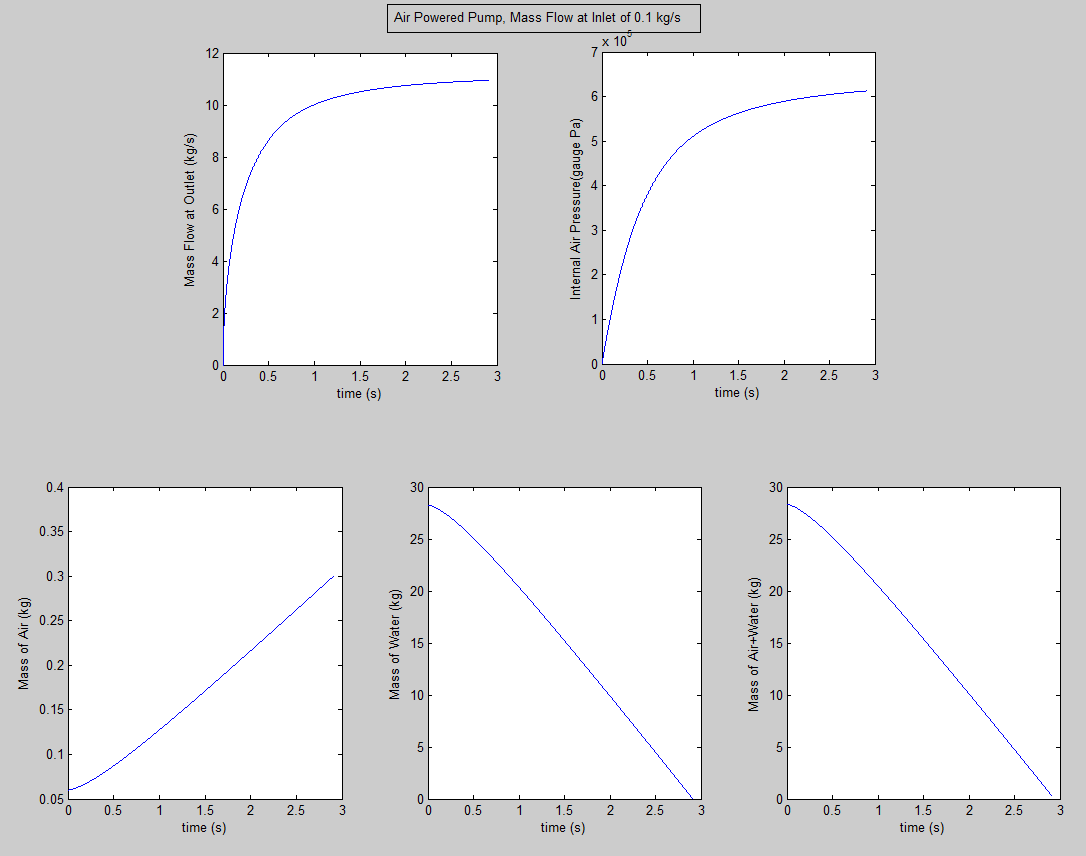 Air Powered Pump, Mass Flow at Inlet of 0.1 kg/s
12
10
8
6
4
2
0
Mass Flow at Outlet (kg/s)
0 0.5 1 1.5 2 2.5 3
time (s)
x 10^5
7
6
5
4
3
2
1
0
Internal Air Pressure(gauge Pa)
0 0.5 1 1.5 2 2.5 3
time (s)
0.4
0.35
0.3
0.25
0.2
0.15
0.1
0.05
Mass of Air (kg)
0 0.5 1 1.5 2 2.5 3
time (s)
30
25
20
15
10
5
0
Mass of Water (kg)
0 0.5 1 1.5 2 2.5 3
time (s)
30
25
20
15
10
5
0
Mass of Air+Water (kg)
0 0.5 1 1.5 2 2.5 3
time (s)